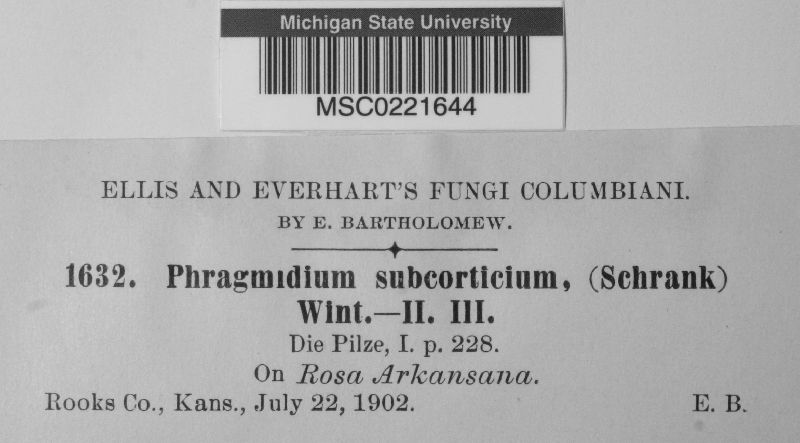 Michigan State University
MSC0221644
ELLIS AND EVERHART'S FUNGI COLUMBIANI.
BY E. BARTHOLOMEW.
1632. Phragmidium subcorticium, (Schrank)
Wint.—II. III.
Die Pilze, I. p. 228.
On Rosa Arkansana.
Rooks Co., Kans., July 22, 1902. E. B.